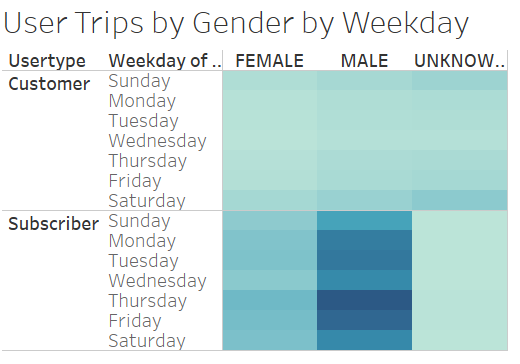 User Trips by Gender by Weekday
Usertype Weekday of .. FEMALE MALE UNKNOW..
Customer Sunday
Monday
Tuesday
Wednesday
Thursday
Friday
Saturday
Subscriber Sunday
Monday
Tuesday
Wednesday
Thursday
Friday
Saturday